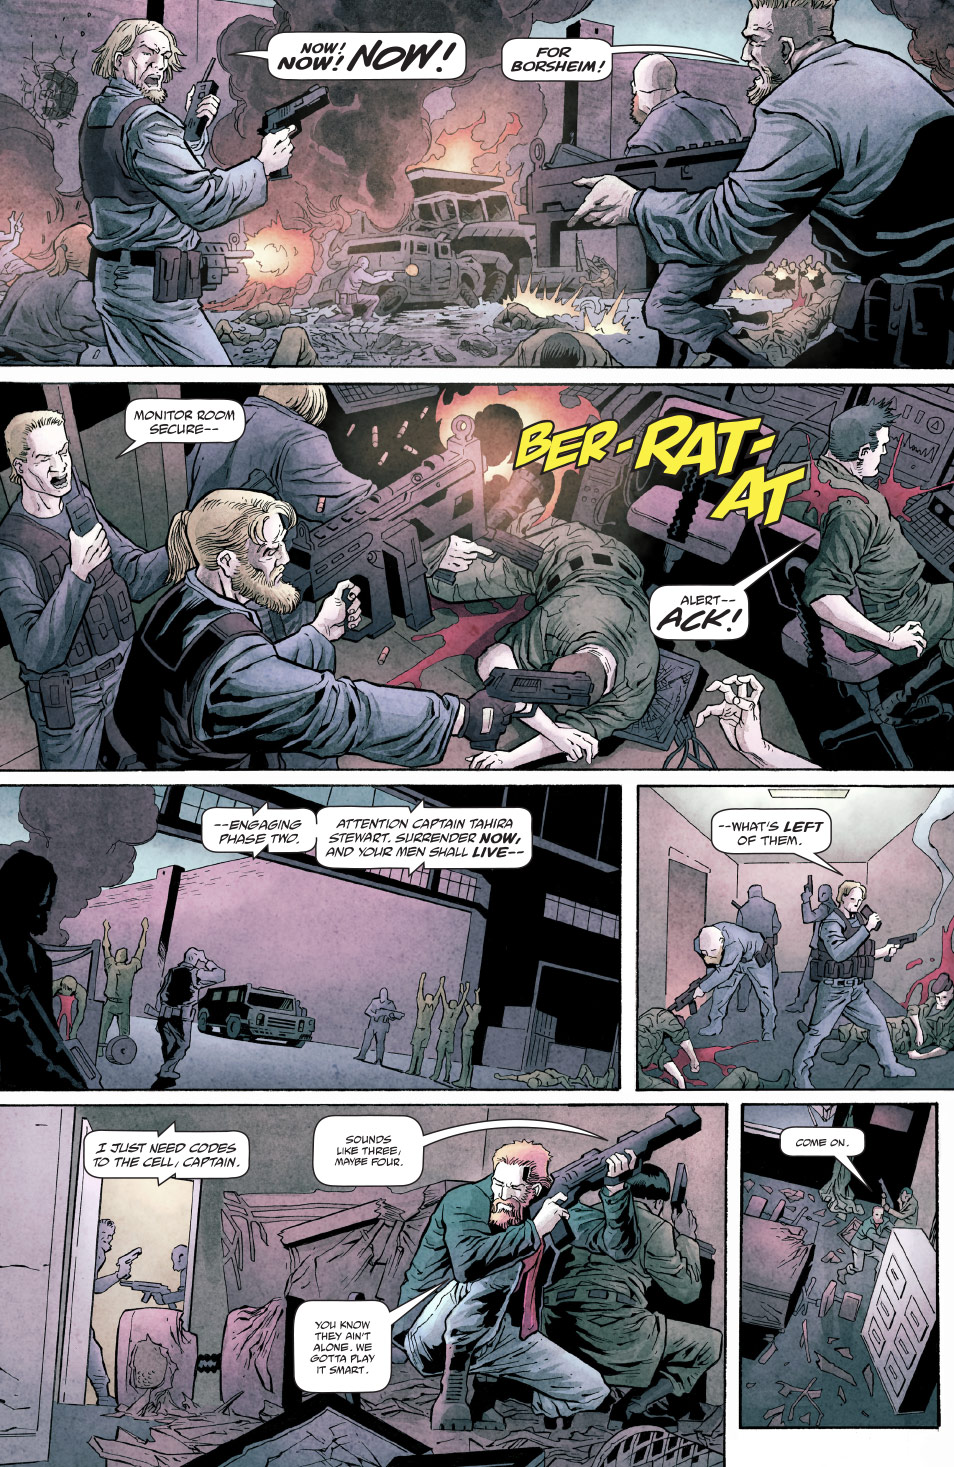 NOW!
NOW! NOW!
FOR
BORSHEIM!
MONITOR ROOM
SECURE--
BER-RAT-
AT
ALERT--
ACK!
--ENGAGING
PHASE TWO.
ATTENTION CAPTAIN TAHIRA
STEWART. SURRENDER NOW,
AND YOUR MEN SHALL LIVE--
--WHAT'S LEFT
OF THEM.
I JUST NEED CODES
TO THE CELL, CAPTAIN.
SOUNDS
LIKE THREE,
MAYBE FOUR.
YOU KNOW
THEY AIN'T
ALONE. WE
GOTTA PLAY
IT SMART.
COME ON.